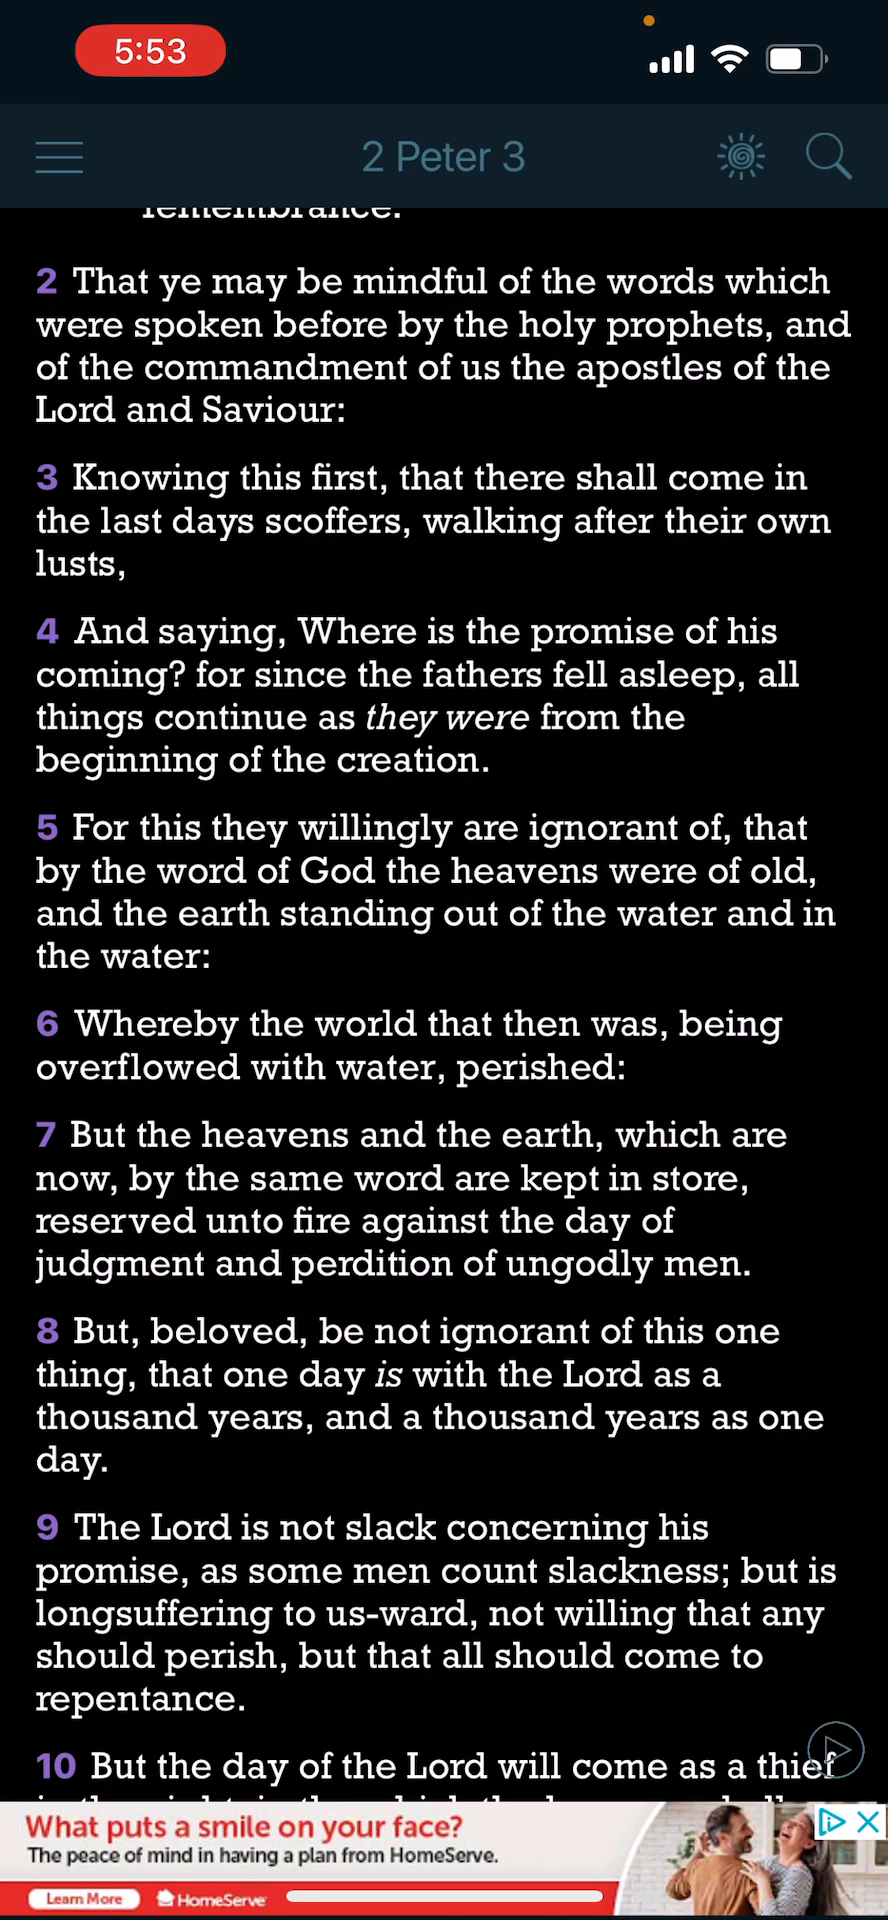 5:53
2 Peter 3
remembrance.
2 That ye may be mindful of the words which
were spoken before by the holy prophets, and
of the commandment of us the apostles of the
Lord and Saviour:
3 Knowing this first, that there shall come in
the last days scoffers, walking after their own
lusts,
4 And saying, Where is the promise of his
coming? for since the fathers fell asleep, all
things continue as they were from the
beginning of the creation.
5 For this they willingly are ignorant of, that
by the word of God the heavens were of old,
and the earth standing out of the water and in
the water:
6 Whereby the world that then was, being
overflowed with water, perished:
7 But the heavens and the earth, which are
now, by the same word are kept in store,
reserved unto fire against the day of
judgment and perdition of ungodly men.
8 But, beloved, be not ignorant of this one
thing, that one day is with the Lord as a
thousand years, and a thousand years as one
day.
9 The Lord is not slack concerning his
promise, as some men count slackness; but is
longsuffering to us-ward, not willing that any
should perish, but that all should come to
repentance.
10 But the day of the Lord will come as a thief
What puts a smile on your face?
The peace of mind in having a plan from HomeServe.
Learn More HomeServe